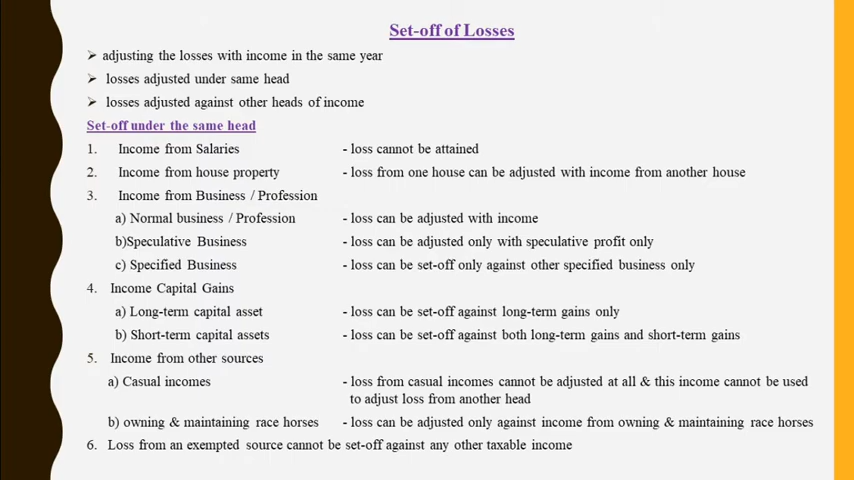 Set-off of Losses
➢ adjusting the losses with income in the same year
➢ losses adjusted under same head
➢ losses adjusted against other heads of income
Set-off under the same head
1. Income from Salaries - loss cannot be attained
2. Income from house property - loss from one house can be adjusted with income from another house
3. Income from Business / Profession
a) Normal business / Profession - loss can be adjusted with income
b)Speculative Business - loss can be adjusted only with speculative profit only
c) Specified Business - loss can be set-off only against other specified business only
4. Income Capital Gains
a) Long-term capital asset - loss can be set-off against long-term gains only
b) Short-term capital assets - loss can be set-off against both long-term gains and short-term gains
5. Income from other sources
a) Casual incomes - loss from casual incomes cannot be adjusted at all & this income cannot be used
to adjust loss from another head
b) owning & maintaining race horses - loss can be adjusted only against income from owning & maintaining race horses
6. Loss from an exempted source cannot be set-off against any other taxable income